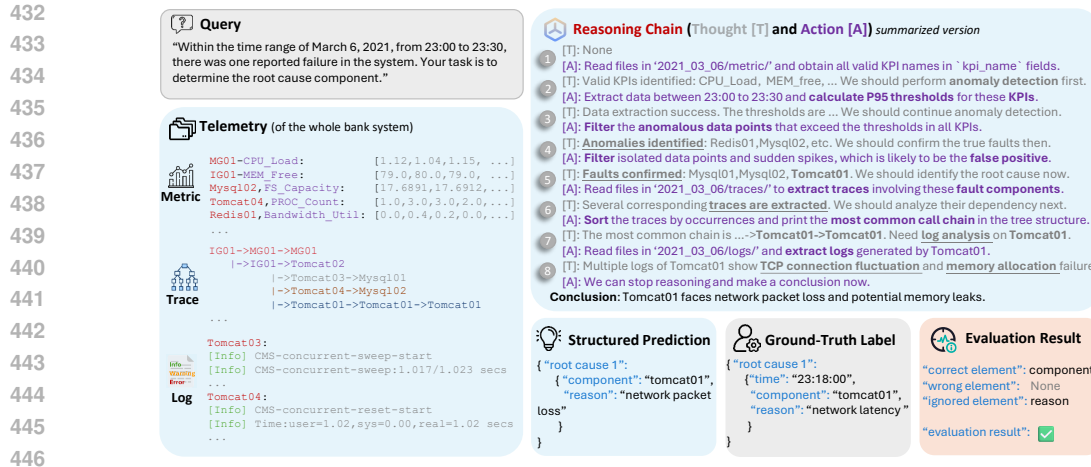 432
433
434
435
436
437
438
439
440
441
442
443
444
445
446
Query
“Within the time range of March 6, 2021, from 23:00 to 23:30,
there was one reported failure in the system. Your task is to
determine the root cause component.”
Telemetry (of the whole bank system)
Metric
MG01-CPU_Load: [1.12,1.04,1.15, ...]
IG01-MEM_Free: [79.0,80.0,79.0, ...]
Mysql02,FS_Capacity: [17.6891,17.6912,...]
Tomcat04,PROC_Count: [1.0,3.0,3.0,2.0,...]
Redis01,Bandwidth_Util: [0.0,0.4,0.2,0.0,...]
...
Trace
IG01->MG01->MG01
|->IG01->Tomcat02
|->Tomcat03->Mysql01
|->Tomcat04->Mysql02
|->Tomcat01->Tomcat01->Tomcat01
...
Log
Info
Warning
Error
Tomcat03:
[Info] CMS-concurrent-sweep-start
[Info] CMS-concurrent-sweep:1.017/1.023 secs
...
Tomcat04:
[Info] CMS-concurrent-reset-start
[Info] Time:user=1.02,sys=0.00,real=1.02 secs
...
Reasoning Chain (Thought [T] and Action [A]) summarized version
1 [T]: None
[A]: Read files in ‘2021_03_06/metric/’ and obtain all valid KPI names in `kpi_name` fields.
2 [T]: Valid KPIs identified: CPU_Load, MEM_free, ... We should perform anomaly detection first.
[A]: Extract data between 23:00 to 23:30 and calculate P95 thresholds for these KPIs.
3 [T]: Data extraction success. The thresholds are ... We should continue anomaly detection.
[A]: Filter the anomalous data points that exceed the thresholds in all KPIs.
4 [T]: Anomalies identified: Redis01,Mysql02, etc. We should confirm the true faults then.
[A]: Filter isolated data points and sudden spikes, which is likely to be the false positive.
5 [T]: Faults confirmed: Mysql01,Mysql02, Tomcat01. We should identify the root cause now.
[A]: Read files in ‘2021_03_06/traces/’ to extract traces involving these fault components.
6 [T]: Several corresponding traces are extracted. We should analyze their dependency next.
[A]: Sort the traces by occurrences and print the most common call chain in the tree structure.
7 [T]: The most common chain is ...->Tomcat01->Tomcat01. Need log analysis on Tomcat01.
[A]: Read files in ‘2021_03_06/logs/’ and extract logs generated by Tomcat01.
8 [T]: Multiple logs of Tomcat01 show TCP connection fluctuation and memory allocation failure
[A]: We can stop reasoning and make a conclusion now.
Conclusion: Tomcat01 faces network packet loss and potential memory leaks.
Structured Prediction
{ “root cause 1”:
{ “component”: “tomcat01”,
“reason”: “network packet
loss”
}
}
Ground-Truth Label
{ “root cause 1”:
{“time”: “23:18:00”,
“component”: “tomcat01”,
“reason”: “network latency ”
}
}
Evaluation Result
“correct element”: component
“wrong element”: None
“ignored element”: reason
“evaluation result”: ✅